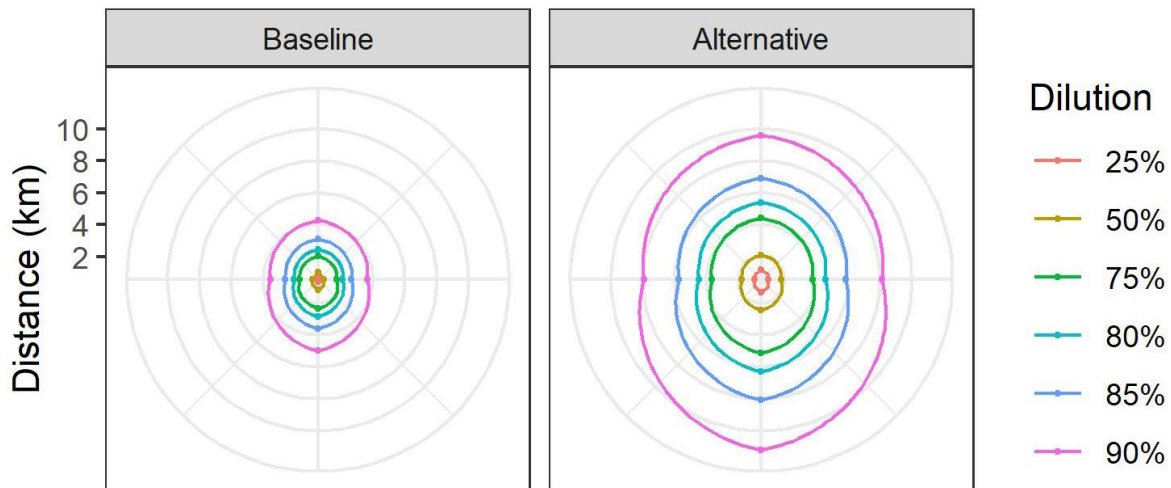 Baseline
Alternative
Distance (km)
10
8
6
4
2
Dilution
25%
50%
75%
80%
85%
90%